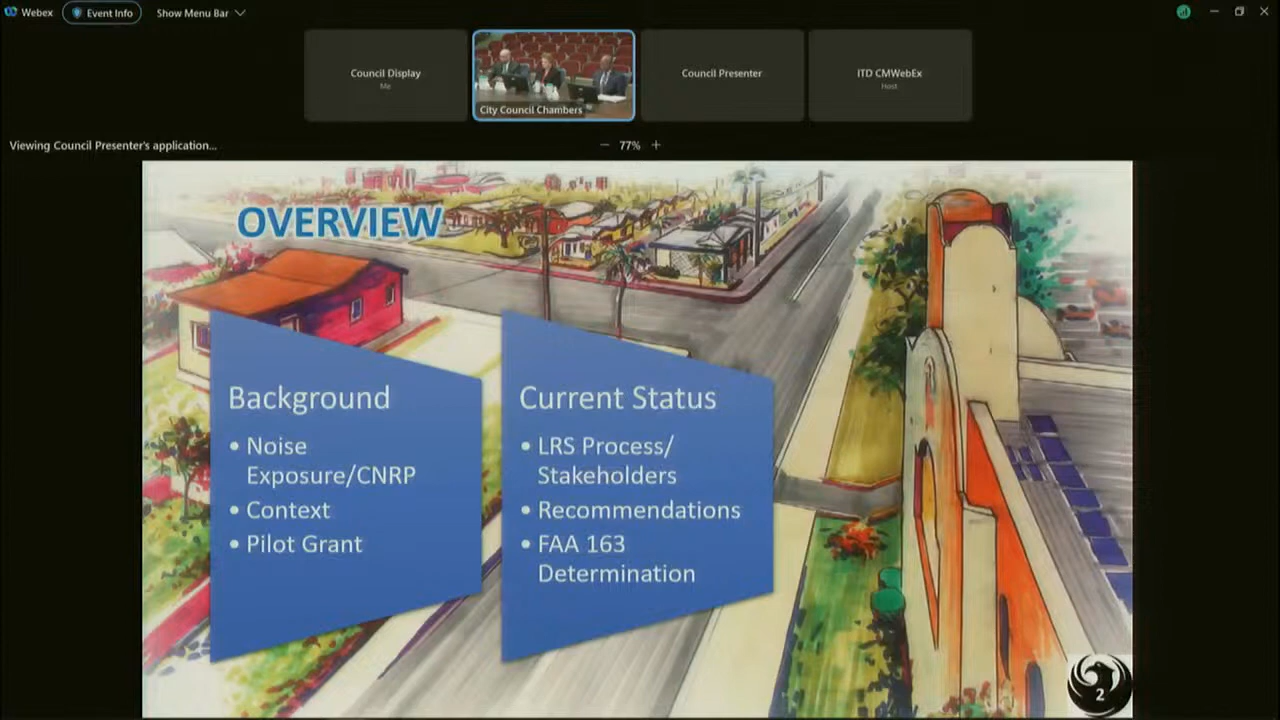 Webex
Event Info
Show Menu Bar
Council Display
Me
City Council Chambers
Council Presenter
ITD CMWebEx
Host
Viewing Council Presenter's application...
77%
OVERVIEW
Background
• Noise
Exposure/CNRP
• Context
• Pilot Grant
Current Status
• LRS Process/
Stakeholders
• Recommendations
• FAA 163
Determination
2